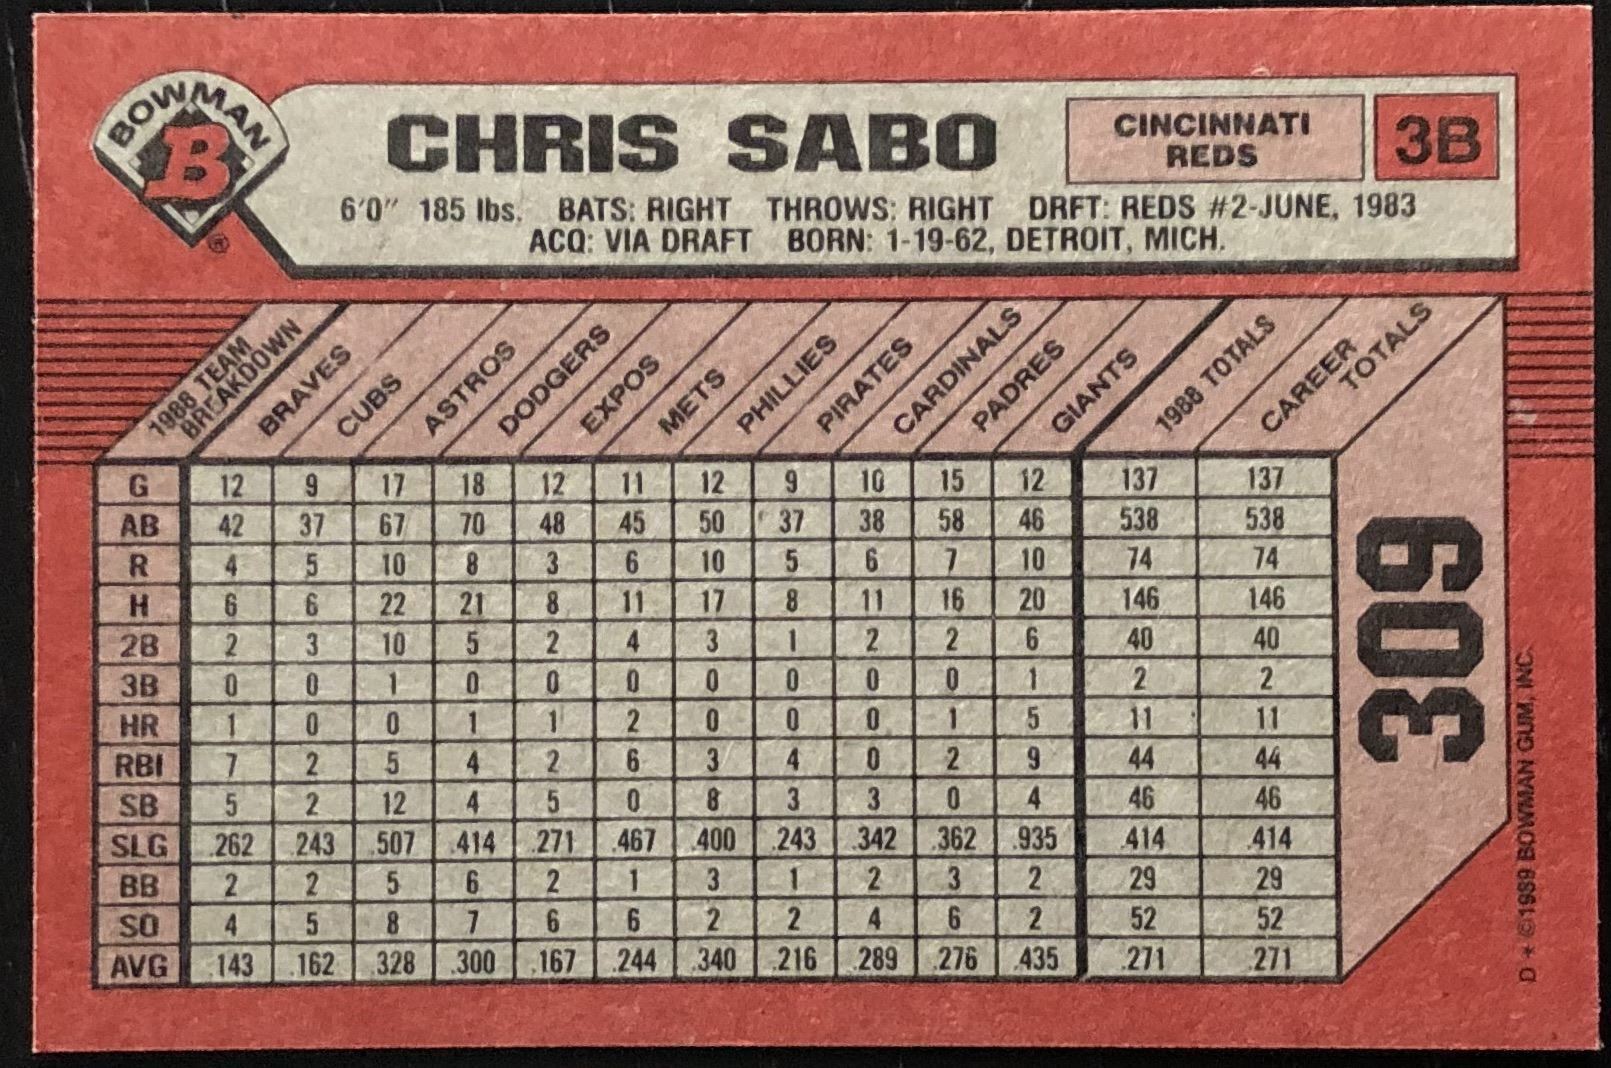 BOWMAN
B
®
CHRIS SABO
CINCINNATI
REDS
3B
6'0" 185 lbs. BATS: RIGHT THROWS: RIGHT DRFT: REDS #2-JUNE, 1983
ACQ: VIA DRAFT BORN: 1-19-62, DETROIT, MICH.
1988 TEAM
BREAKDOWN
BRAVES
CUBS
ASTROS
DODGERS
EXPOS
METS
PHILLIES
PIRATES
CARDINALS
PADRES
GIANTS
1988 TOTALS
CAREER
TOTALS
G 12 9 17 18 12 11 12 9 10 15 12 137 137
AB 42 37 67 70 48 45 50 37 38 58 46 538 538
R 4 5 10 8 3 6 10 5 6 7 10 74 74
H 6 6 22 21 8 11 17 8 11 16 20 146 146
2B 2 3 10 5 2 4 3 1 2 2 6 40 40
3B 0 0 1 0 0 0 0 0 0 0 1 2 2
HR 1 0 0 1 1 2 0 0 0 1 5 11 11
RBI 7 2 5 4 2 6 3 4 0 2 9 44 44
SB 5 2 12 4 5 0 8 3 3 0 4 46 46
SLG .262 .243 .507 .414 .271 .467 .400 .243 .342 .362 .935 .414 .414
BB 2 2 5 6 2 1 3 1 2 3 2 29 29
SO 4 5 8 7 6 6 2 2 4 6 2 52 52
AVG .143 .162 .328 .300 .167 .244 .340 .216 .289 .276 .435 .271 .271
309
D * ©1989 BOWMAN GUM, INC.